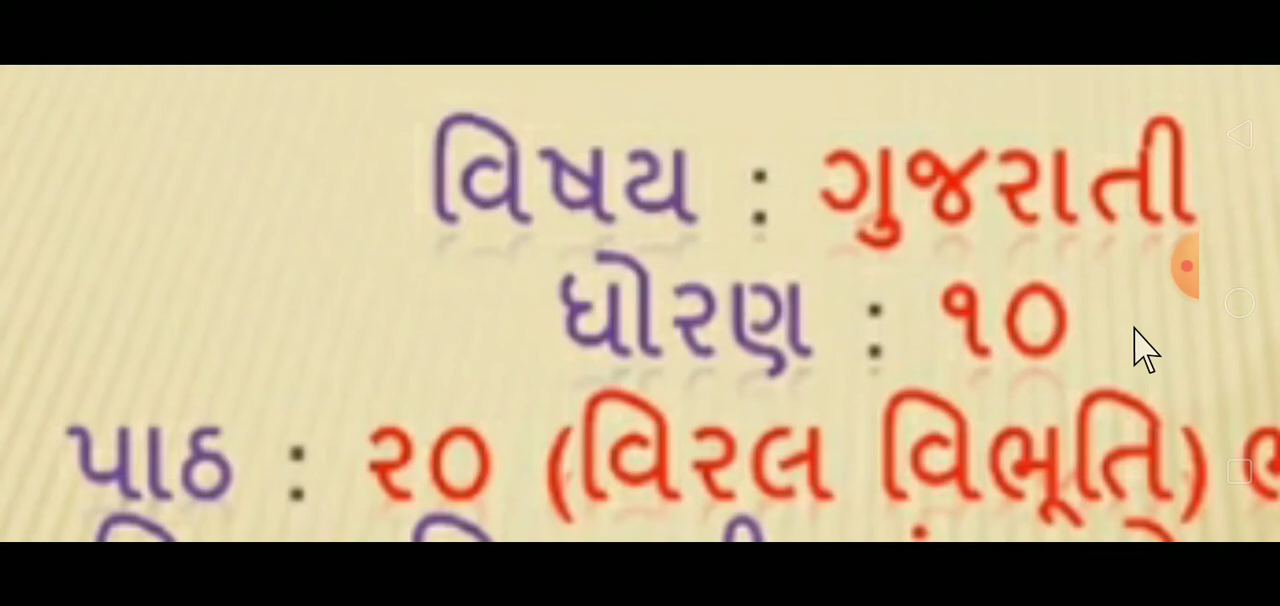 વિષય : ગુજરાતી
ધોરણ : ૧૦
પાઠ : ૨૦ (વિરલ વિભૂતિ)